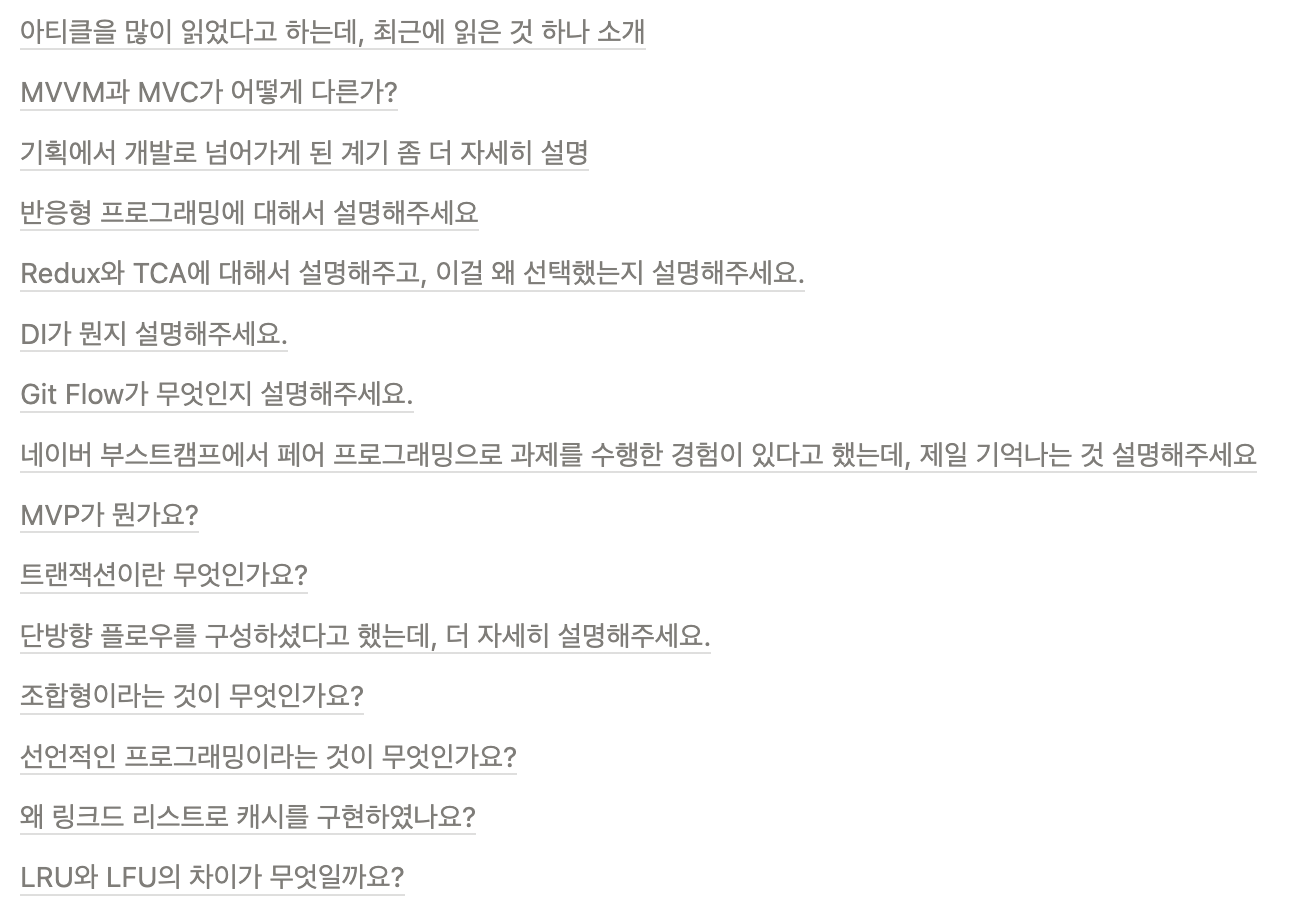 아티클을 많이 읽었다고 하는데, 최근에 읽은 것 하나 소개
MVVM과 MVC가 어떻게 다른가?
기획에서 개발로 넘어가게 된 계기 좀 더 자세히 설명
반응형 프로그래밍에 대해서 설명해주세요
Redux와 TCA에 대해서 설명해주고, 이걸 왜 선택했는지 설명해주세요.
DI가 뭔지 설명해주세요.
Git Flow가 무엇인지 설명해주세요.
네이버 부스트캠프에서 페어 프로그래밍으로 과제를 수행한 경험이 있다고 했는데, 제일 기억나는 것 설명해주세요
MVP가 뭔가요?
트랜잭션이란 무엇인가요?
단방향 플로우를 구성하셨다고 했는데, 더 자세히 설명해주세요.
조합형이라는 것이 무엇인가요?
선언적인 프로그래밍이라는 것이 무엇인가요?
왜 링크드 리스트로 캐시를 구현하였나요?
LRU와 LFU의 차이가 무엇일까요?